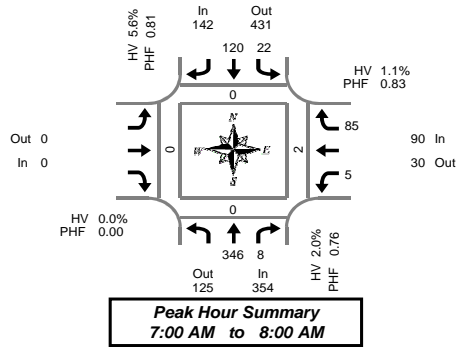 HV 5.6%
PHF 0.81
In
142
Out
431
120 22
HV 1.1%
PHF 0.83
0
85
Out 0
In 0
0
N
W E
S
2
90 In
30 Out
5
0
HV 0.0%
PHF 0.00
346 8
Out
125
In
354
HV 2.0%
PHF 0.76
Peak Hour Summary
7:00 AM to 8:00 AM